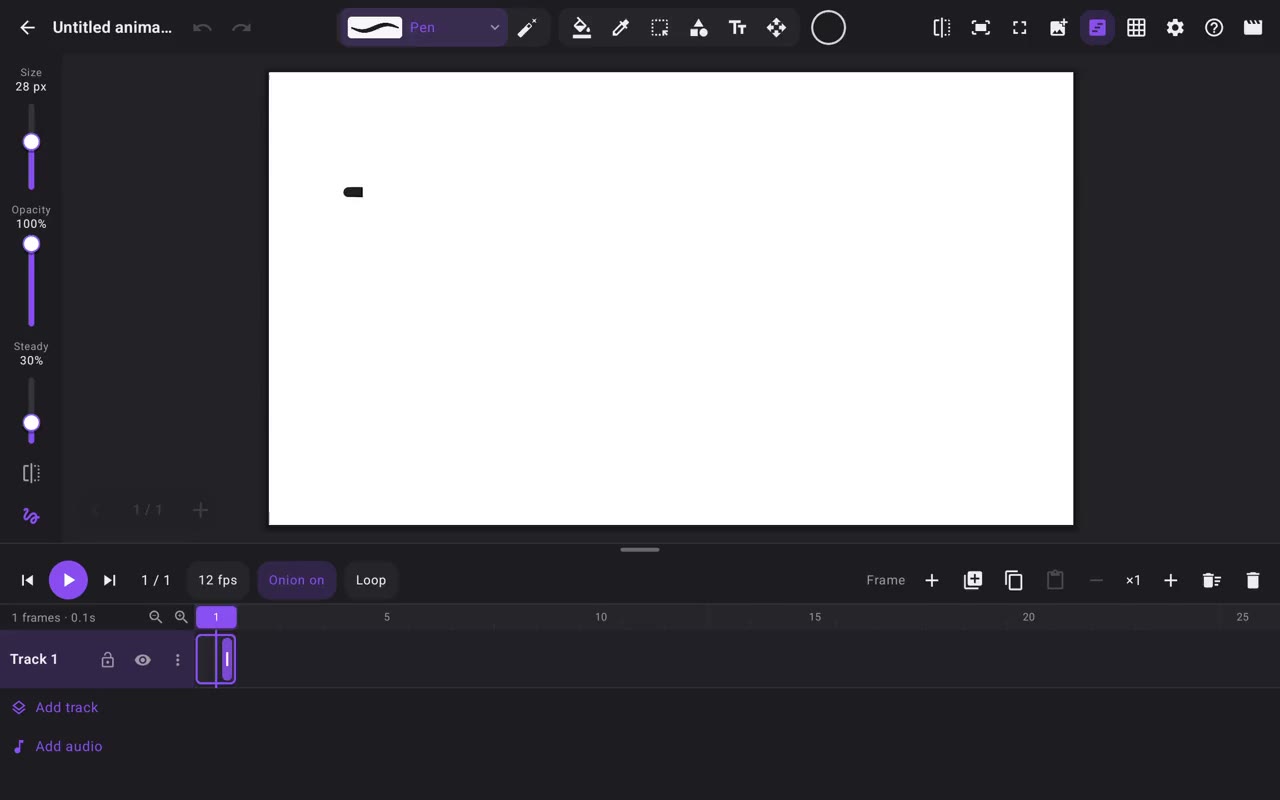 Untitled anima...
Pen
Size
28 px
Opacity
100%
Steady
30%
1 / 1
1 / 1
12 fps
Onion on
Loop
Frame
×1
1 frames · 0.1s
1
5
10
15
20
25
Track 1
Add track
Add audio